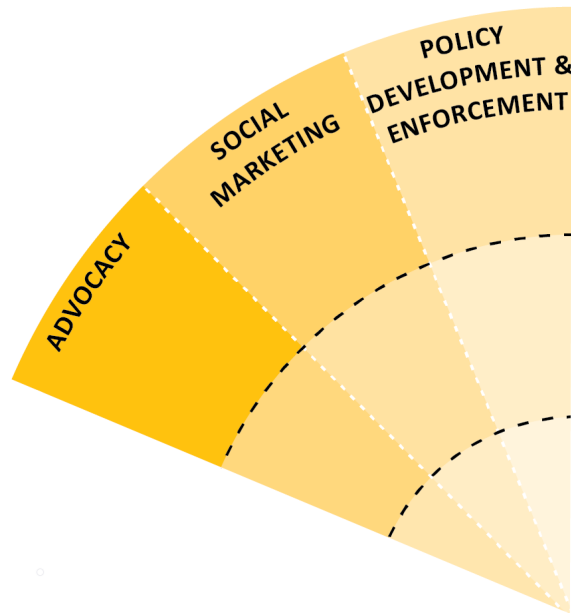 ADVOCACY
SOCIAL
MARKETING
POLICY
DEVELOPMENT &
ENFORCEMENT